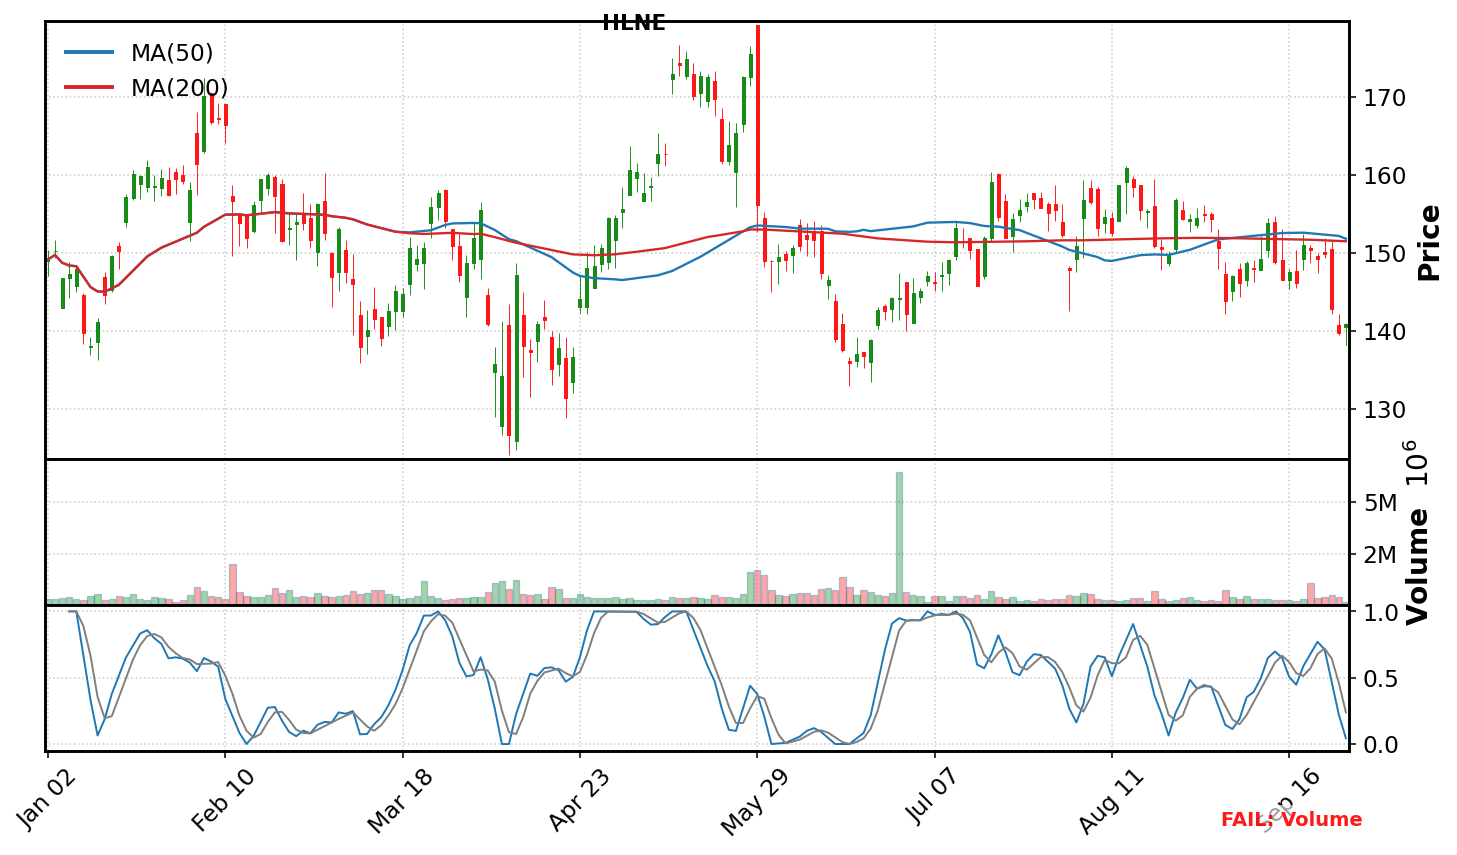 HLNE
MA(50)
MA(200)
170
160
150
140
130
Price
10^6
5M
2M
Volume
1.0
0.5
0.0
Jan 02
Feb 10
Mar 18
Apr 23
May 29
Jul 07
Aug 11
Sep 16
FAIL: Volume